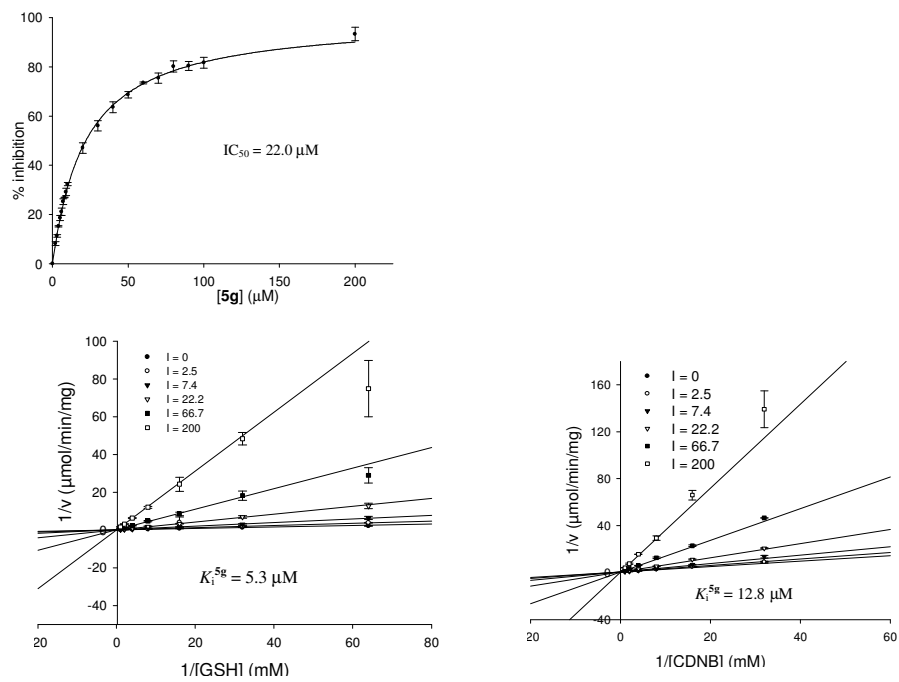 100
80
60
40
20
0
% inhibition
IC50 = 22.0 µM
0 50 100 150 200
[5g] (µM)
100
80
60
40
20
0
-20
-40
1/v (µmol/min/mg)
I = 0
I = 2.5
I = 7.4
I = 22.2
I = 66.7
I = 200
Ki5g = 5.3 µM
20 0 20 40 60 80
1/[GSH] (mM)
160
120
80
40
0
-40
1/v (µmol/min/mg)
I = 0
I = 2.5
I = 7.4
I = 22.2
I = 66.7
I = 200
Ki5g = 12.8 µM
20 0 20 40 60
1/[CDNB] (mM)